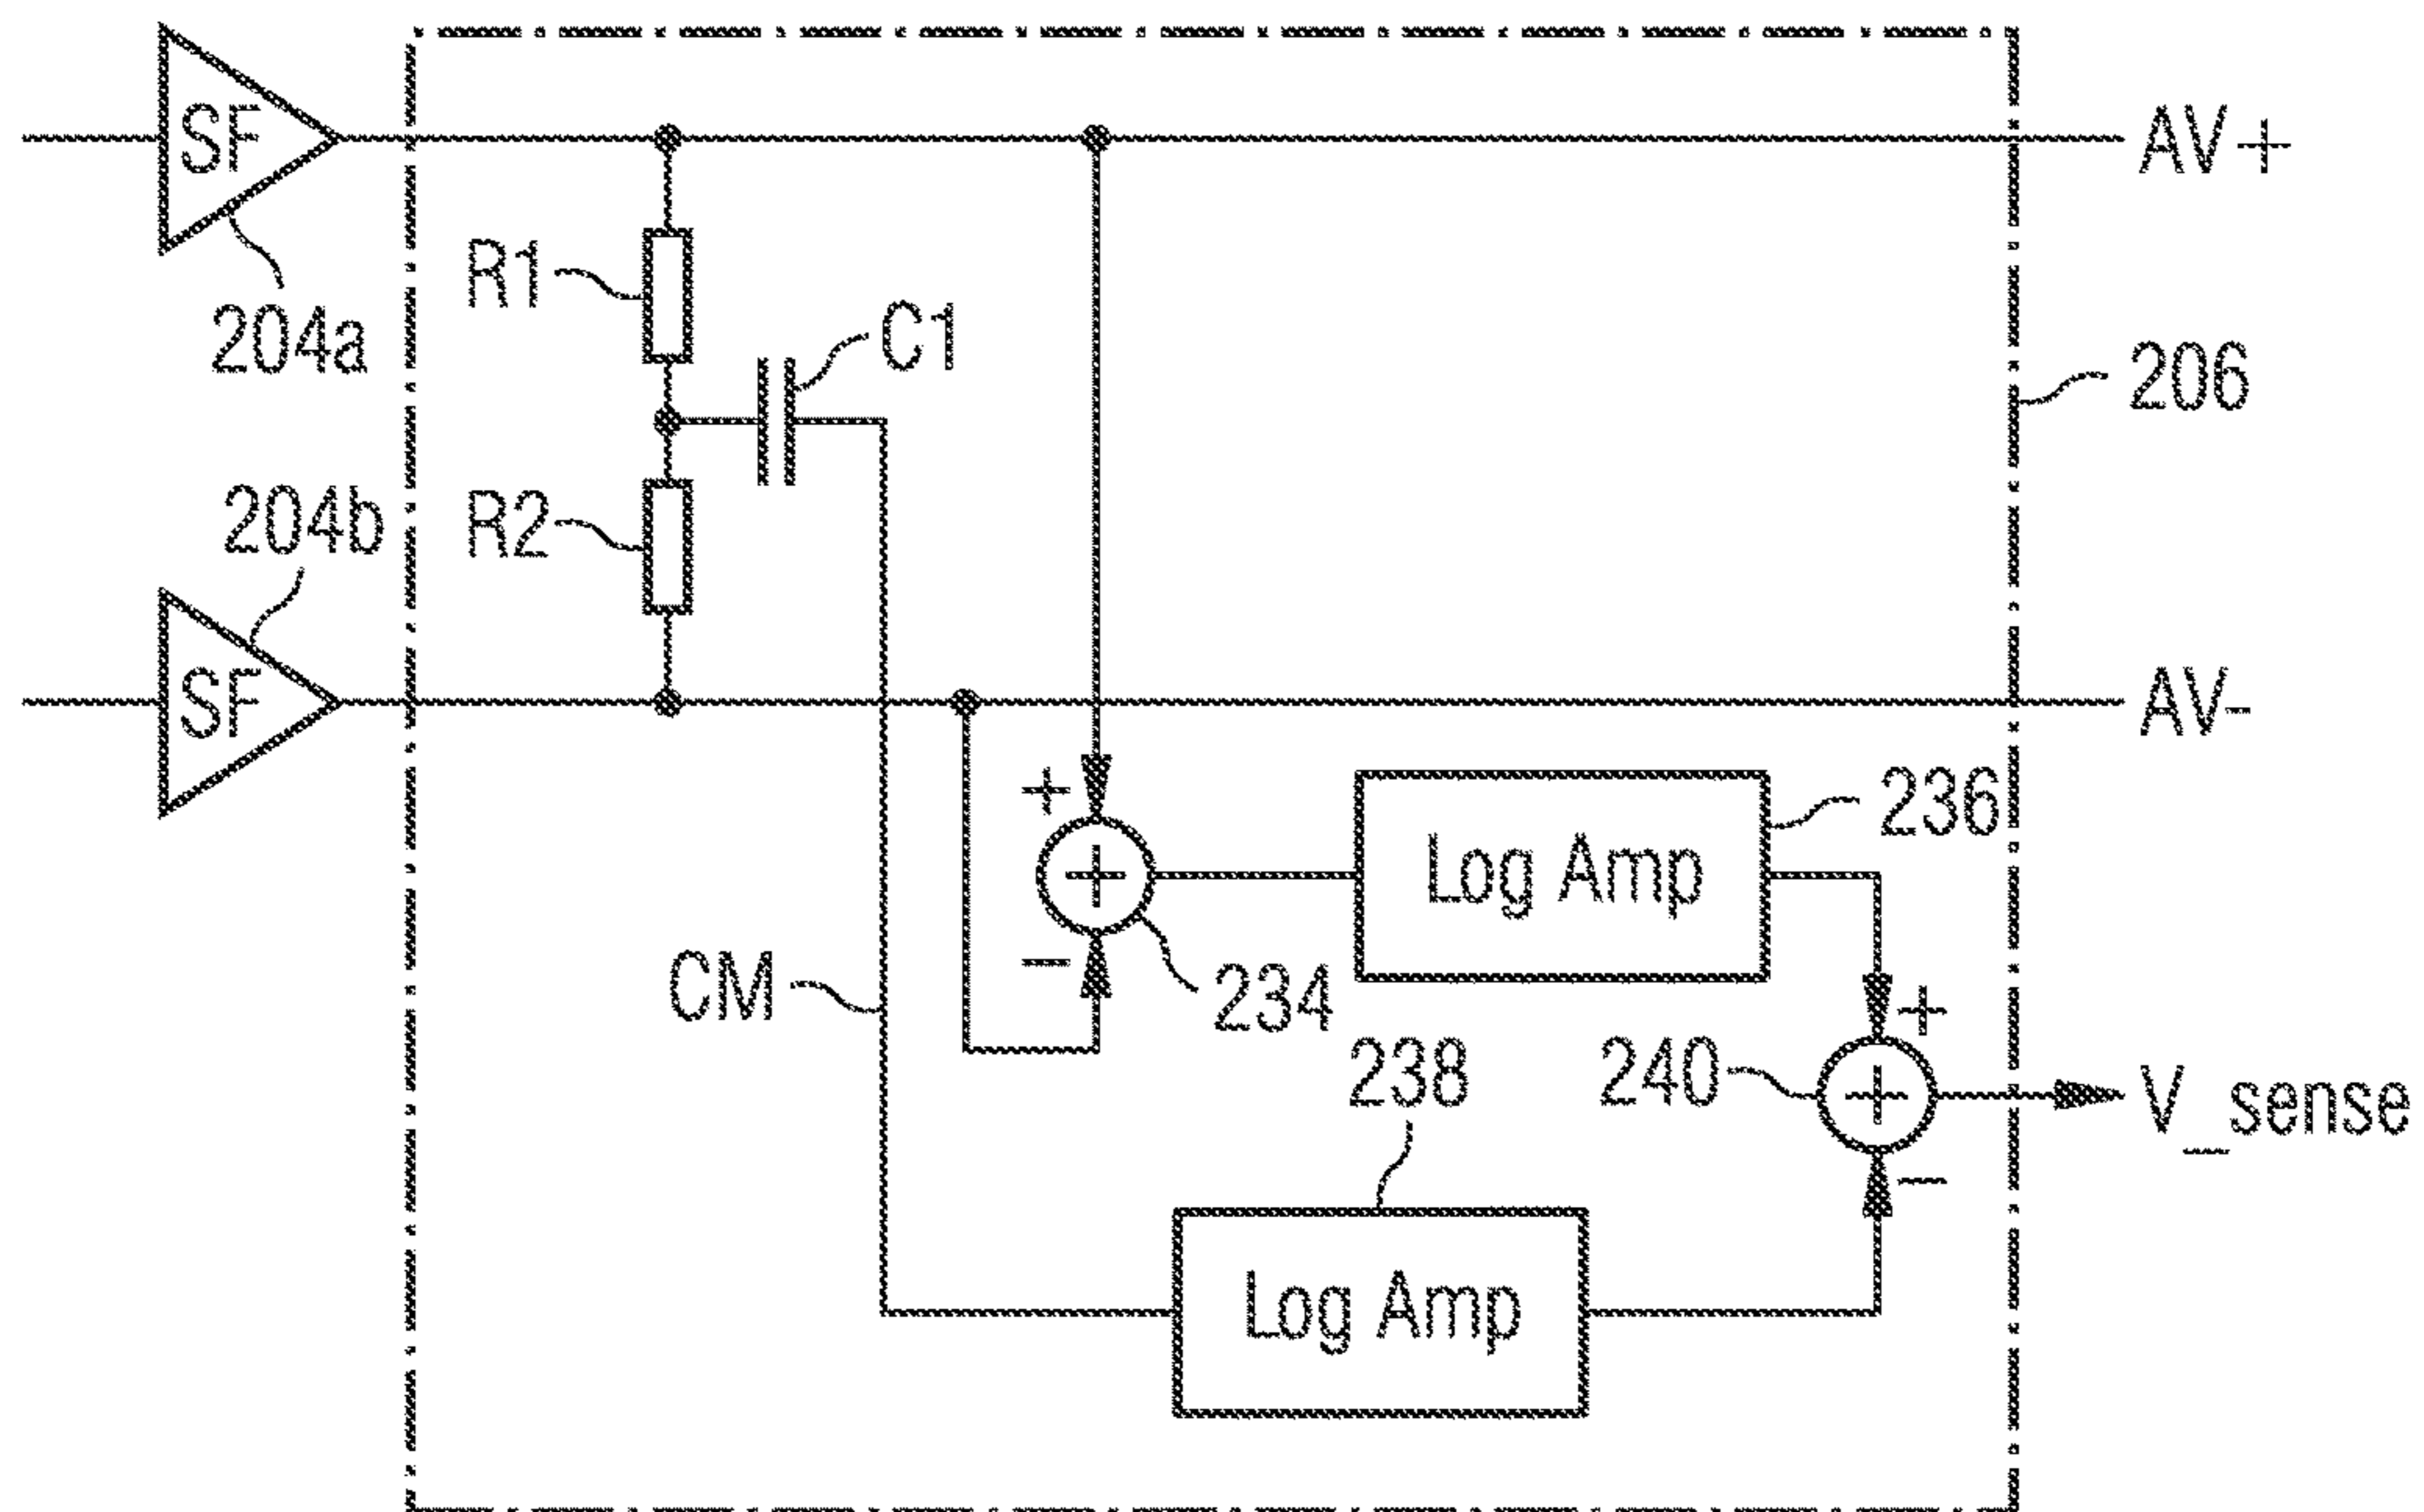 SF
AV+
204a
R1
C1
206
204b
R2
SF
AV-
+
236
Log Amp
-
234
CM
+
238
240
V_sense
-
Log Amp